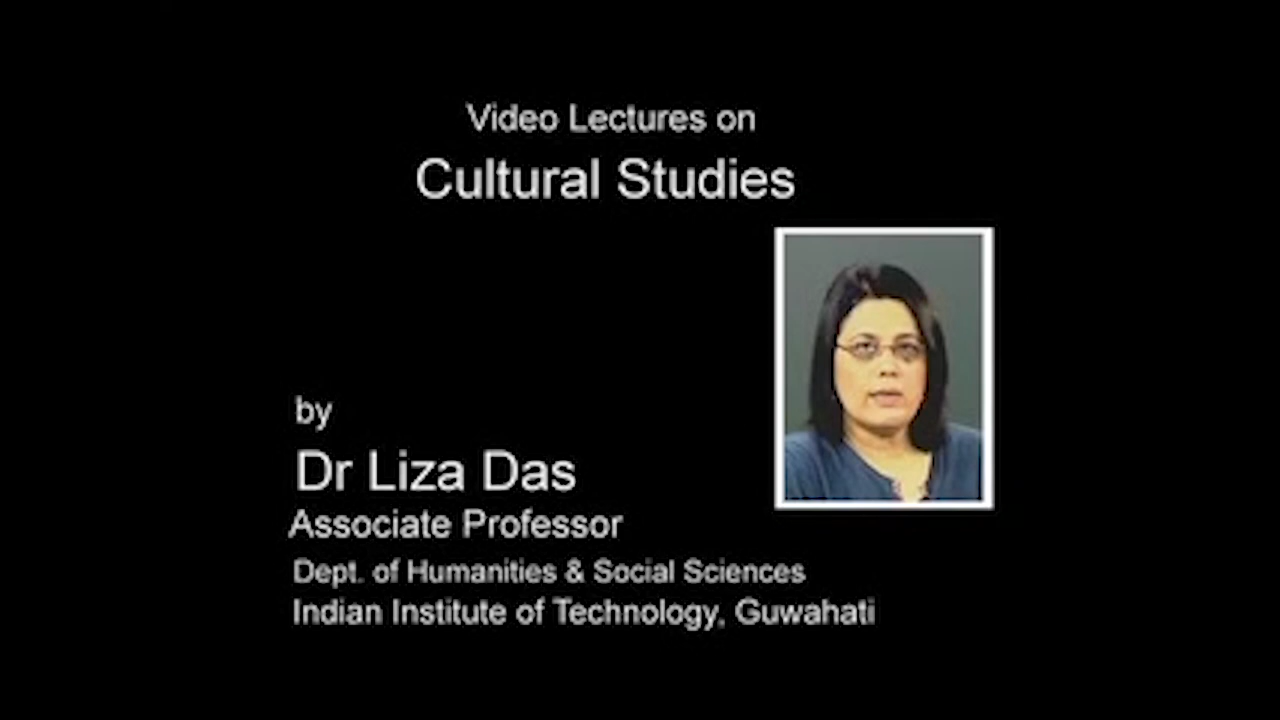 Video Lectures on
Cultural Studies
by
Dr Liza Das
Associate Professor
Dept. of Humanities & Social Sciences
Indian Institute of Technology, Guwahati